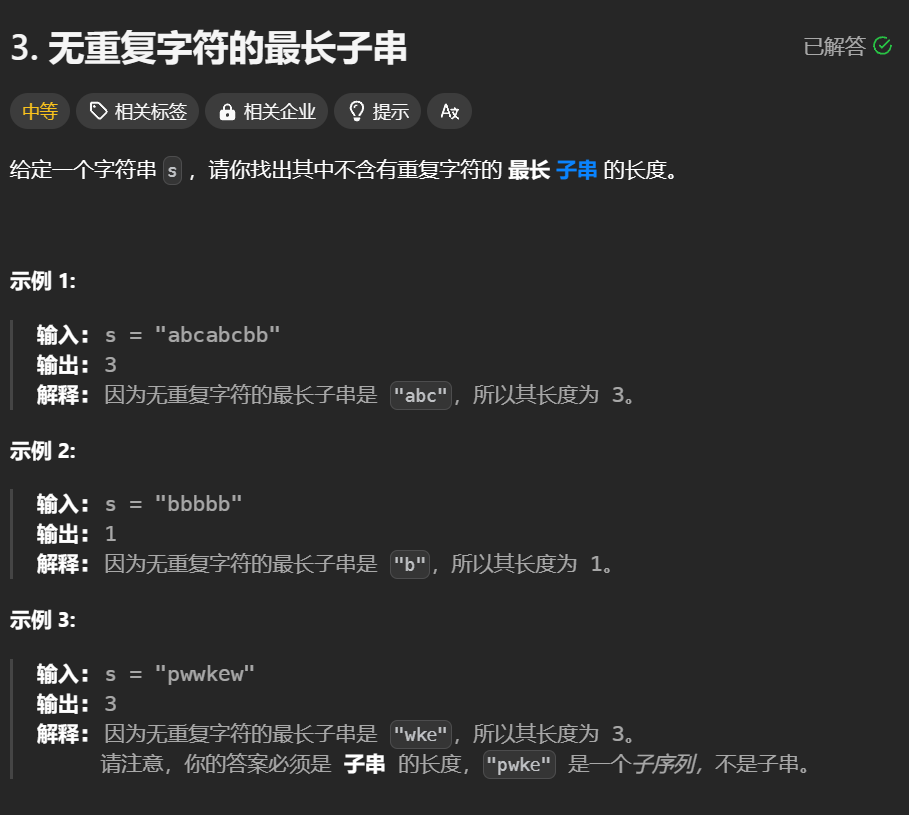 3. 无重复字符的最长子串
已解答
中等 相关标签 相关企业 提示 Aあ
给定一个字符串 s ，请你找出其中不含有重复字符的 最长 子串 的长度。
示例 1:
输入: s = "abcabcbb"
输出: 3
解释: 因为无重复字符的最长子串是 "abc"，所以其长度为 3。
示例 2:
输入: s = "bbbbb"
输出: 1
解释: 因为无重复字符的最长子串是 "b"，所以其长度为 1。
示例 3:
输入: s = "pwwkew"
输出: 3
解释: 因为无重复字符的最长子串是 "wke"，所以其长度为 3。
请注意，你的答案必须是 子串 的长度，"pwke" 是一个子序列，不是子串。